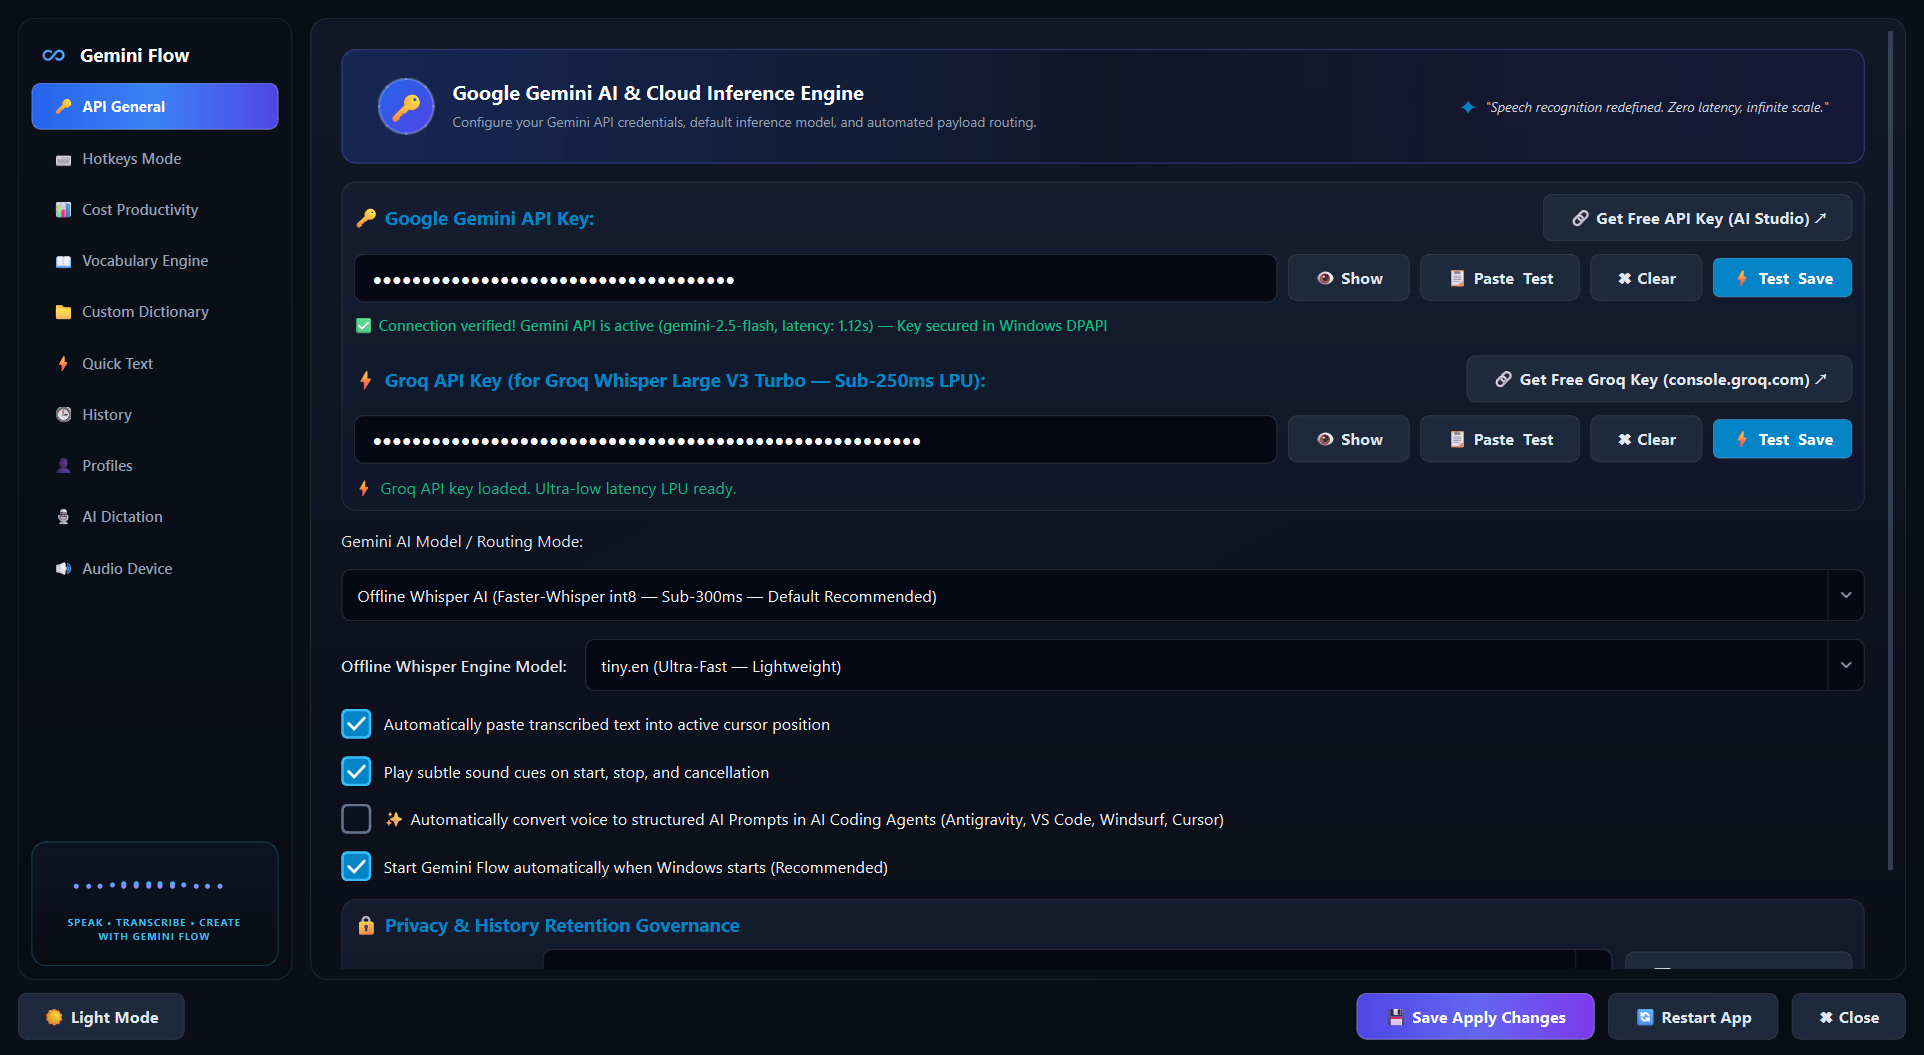 Gemini Flow
API General
Hotkeys Mode
Cost Productivity
Vocabulary Engine
Custom Dictionary
Quick Text
History
Profiles
AI Dictation
Audio Device
SPEAK • TRANSCRIBE • CREATE
WITH GEMINI FLOW
Light Mode
Google Gemini AI & Cloud Inference Engine
Configure your Gemini API credentials, default inference model, and automated payload routing.
"Speech recognition redefined. Zero latency, infinite scale."
Google Gemini API Key:
Get Free API Key (AI Studio) ↗
Show
Paste Test
✖ Clear
Test Save
Connection verified! Gemini API is active (gemini-2.5-flash, latency: 1.12s) — Key secured in Windows DPAPI
Groq API Key (for Groq Whisper Large V3 Turbo — Sub-250ms LPU):
Get Free Groq Key (console.groq.com) ↗
Show
Paste Test
✖ Clear
Test Save
Groq API key loaded. Ultra-low latency LPU ready.
Gemini AI Model / Routing Mode:
Offline Whisper AI (Faster-Whisper int8 — Sub-300ms — Default Recommended)
Offline Whisper Engine Model:
tiny.en (Ultra-Fast — Lightweight)
Automatically paste transcribed text into active cursor position
Play subtle sound cues on start, stop, and cancellation
Automatically convert voice to structured AI Prompts in AI Coding Agents (Antigravity, VS Code, Windsurf, Cursor)
Start Gemini Flow automatically when Windows starts (Recommended)
Privacy & History Retention Governance
Save Apply Changes
Restart App
✖ Close